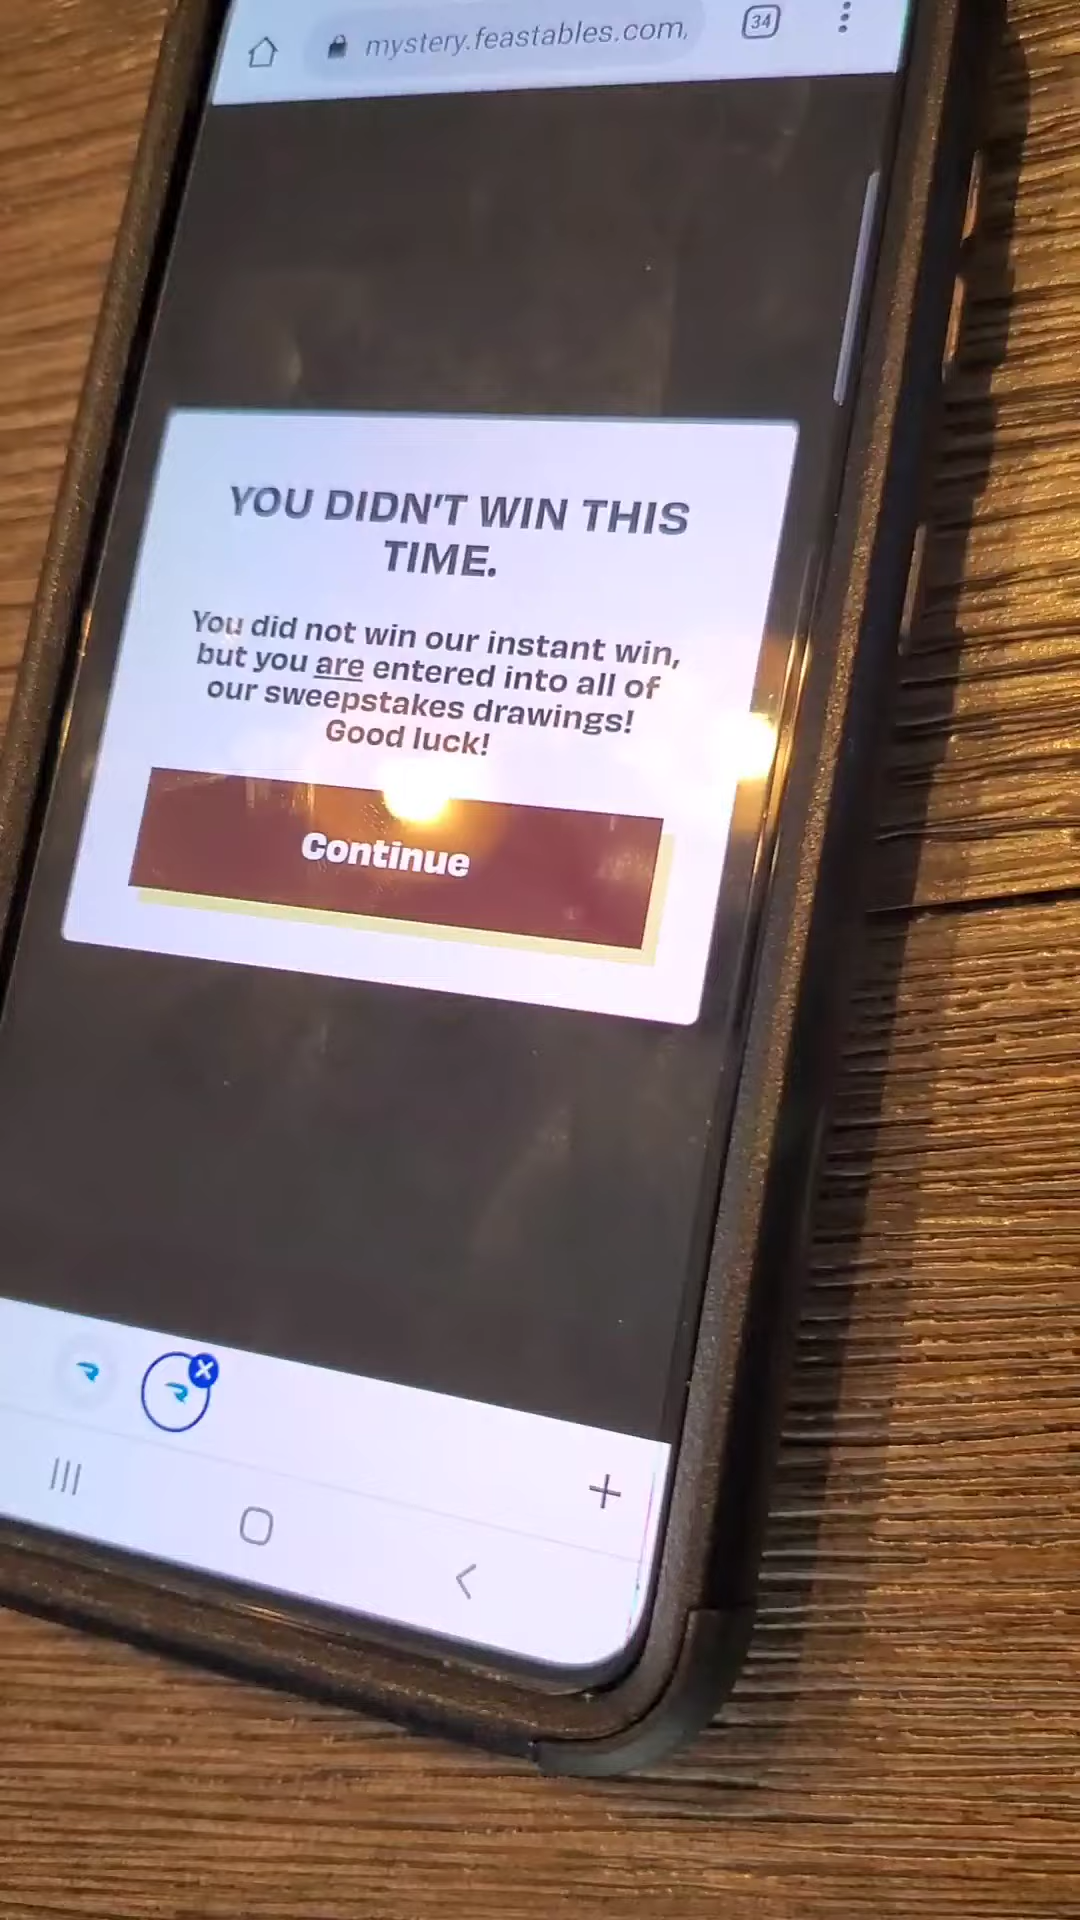 mystery.feastables.com,
34
YOU DIDN'T WIN THIS
TIME.
You did not win our instant win,
but you are entered into all of
our sweepstakes drawings!
Good luck!
Continue